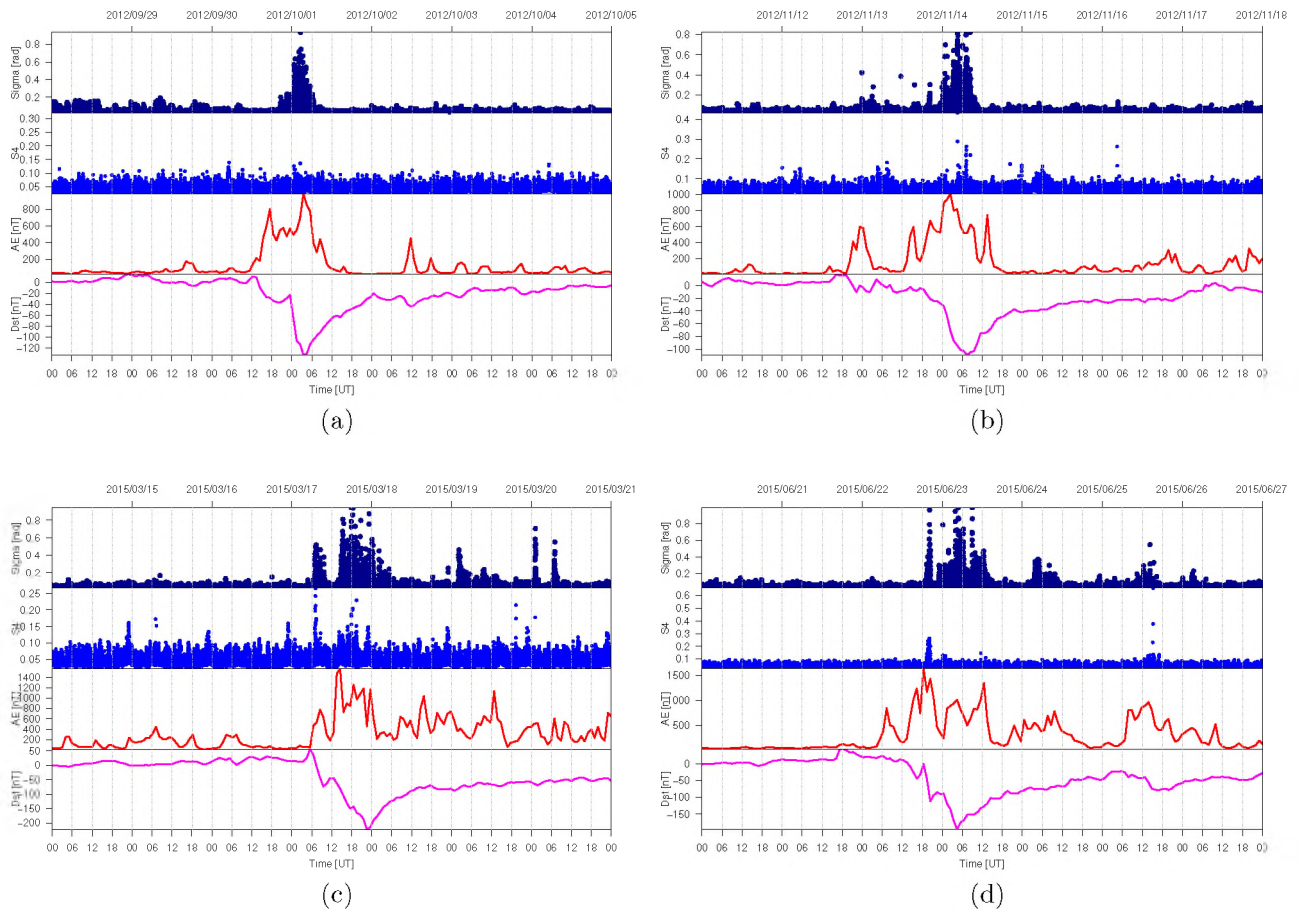 2012/09/29 2012/09/30 2012/10/01 2012/10/02 2012/10/03 2012/10/04 2012/10/05
Sigma [rad]
0.8
0.6
0.4
0.2
S4
0.30
0.25
0.20
0.15
0.10
0.05
AE [nT]
800
600
400
200
Dst [nT]
0
−20
−40
−60
−80
−100
−120
00 06 12 18 00 06 12 18 00 06 12 18 00 06 12 18 00 06 12 18 00 06 12 18 00 06 12 18 00
Time [UT]
(a)
2012/11/12 2012/11/13 2012/11/14 2012/11/15 2012/11/16 2012/11/17 2012/11/18
Sigma [rad]
0.8
0.6
0.4
0.2
S4
0.4
0.3
0.2
0.1
AE [nT]
1000
800
600
400
200
Dst [nT]
0
−20
−40
−60
−80
−100
00 06 12 18 00 06 12 18 00 06 12 18 00 06 12 18 00 06 12 18 00 06 12 18 00 06 12 18 00
Time [UT]
(b)
2015/03/15 2015/03/16 2015/03/17 2015/03/18 2015/03/19 2015/03/20 2015/03/21
Sigma [rad]
0.8
0.6
0.4
0.2
S4
0.25
0.20
0.15
0.10
0.05
AE [nT]
1400
1200
1000
800
600
400
200
Dst [nT]
50
0
−50
−100
−150
−200
00 06 12 18 00 06 12 18 00 06 12 18 00 06 12 18 00 06 12 18 00 06 12 18 00 06 12 18 00
Time [UT]
(c)
2015/06/21 2015/06/22 2015/06/23 2015/06/24 2015/06/25 2015/06/26 2015/06/27
Sigma [rad]
0.8
0.6
0.4
0.2
S4
0.6
0.5
0.4
0.3
0.2
0.1
AE [nT]
1500
1000
500
Dst [nT]
0
−50
−100
−150
00 06 12 18 00 06 12 18 00 06 12 18 00 06 12 18 00 06 12 18 00 06 12 18 00 06 12 18 00
Time [UT]
(d)